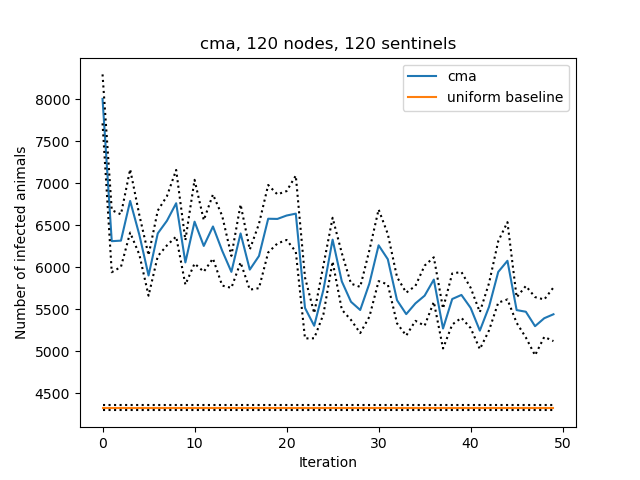 cma, 120 nodes, 120 sentinels
cma
uniform baseline
Number of infected animals
8000
7500
7000
6500
6000
5500
5000
4500
0 10 20 30 40 50
Iteration